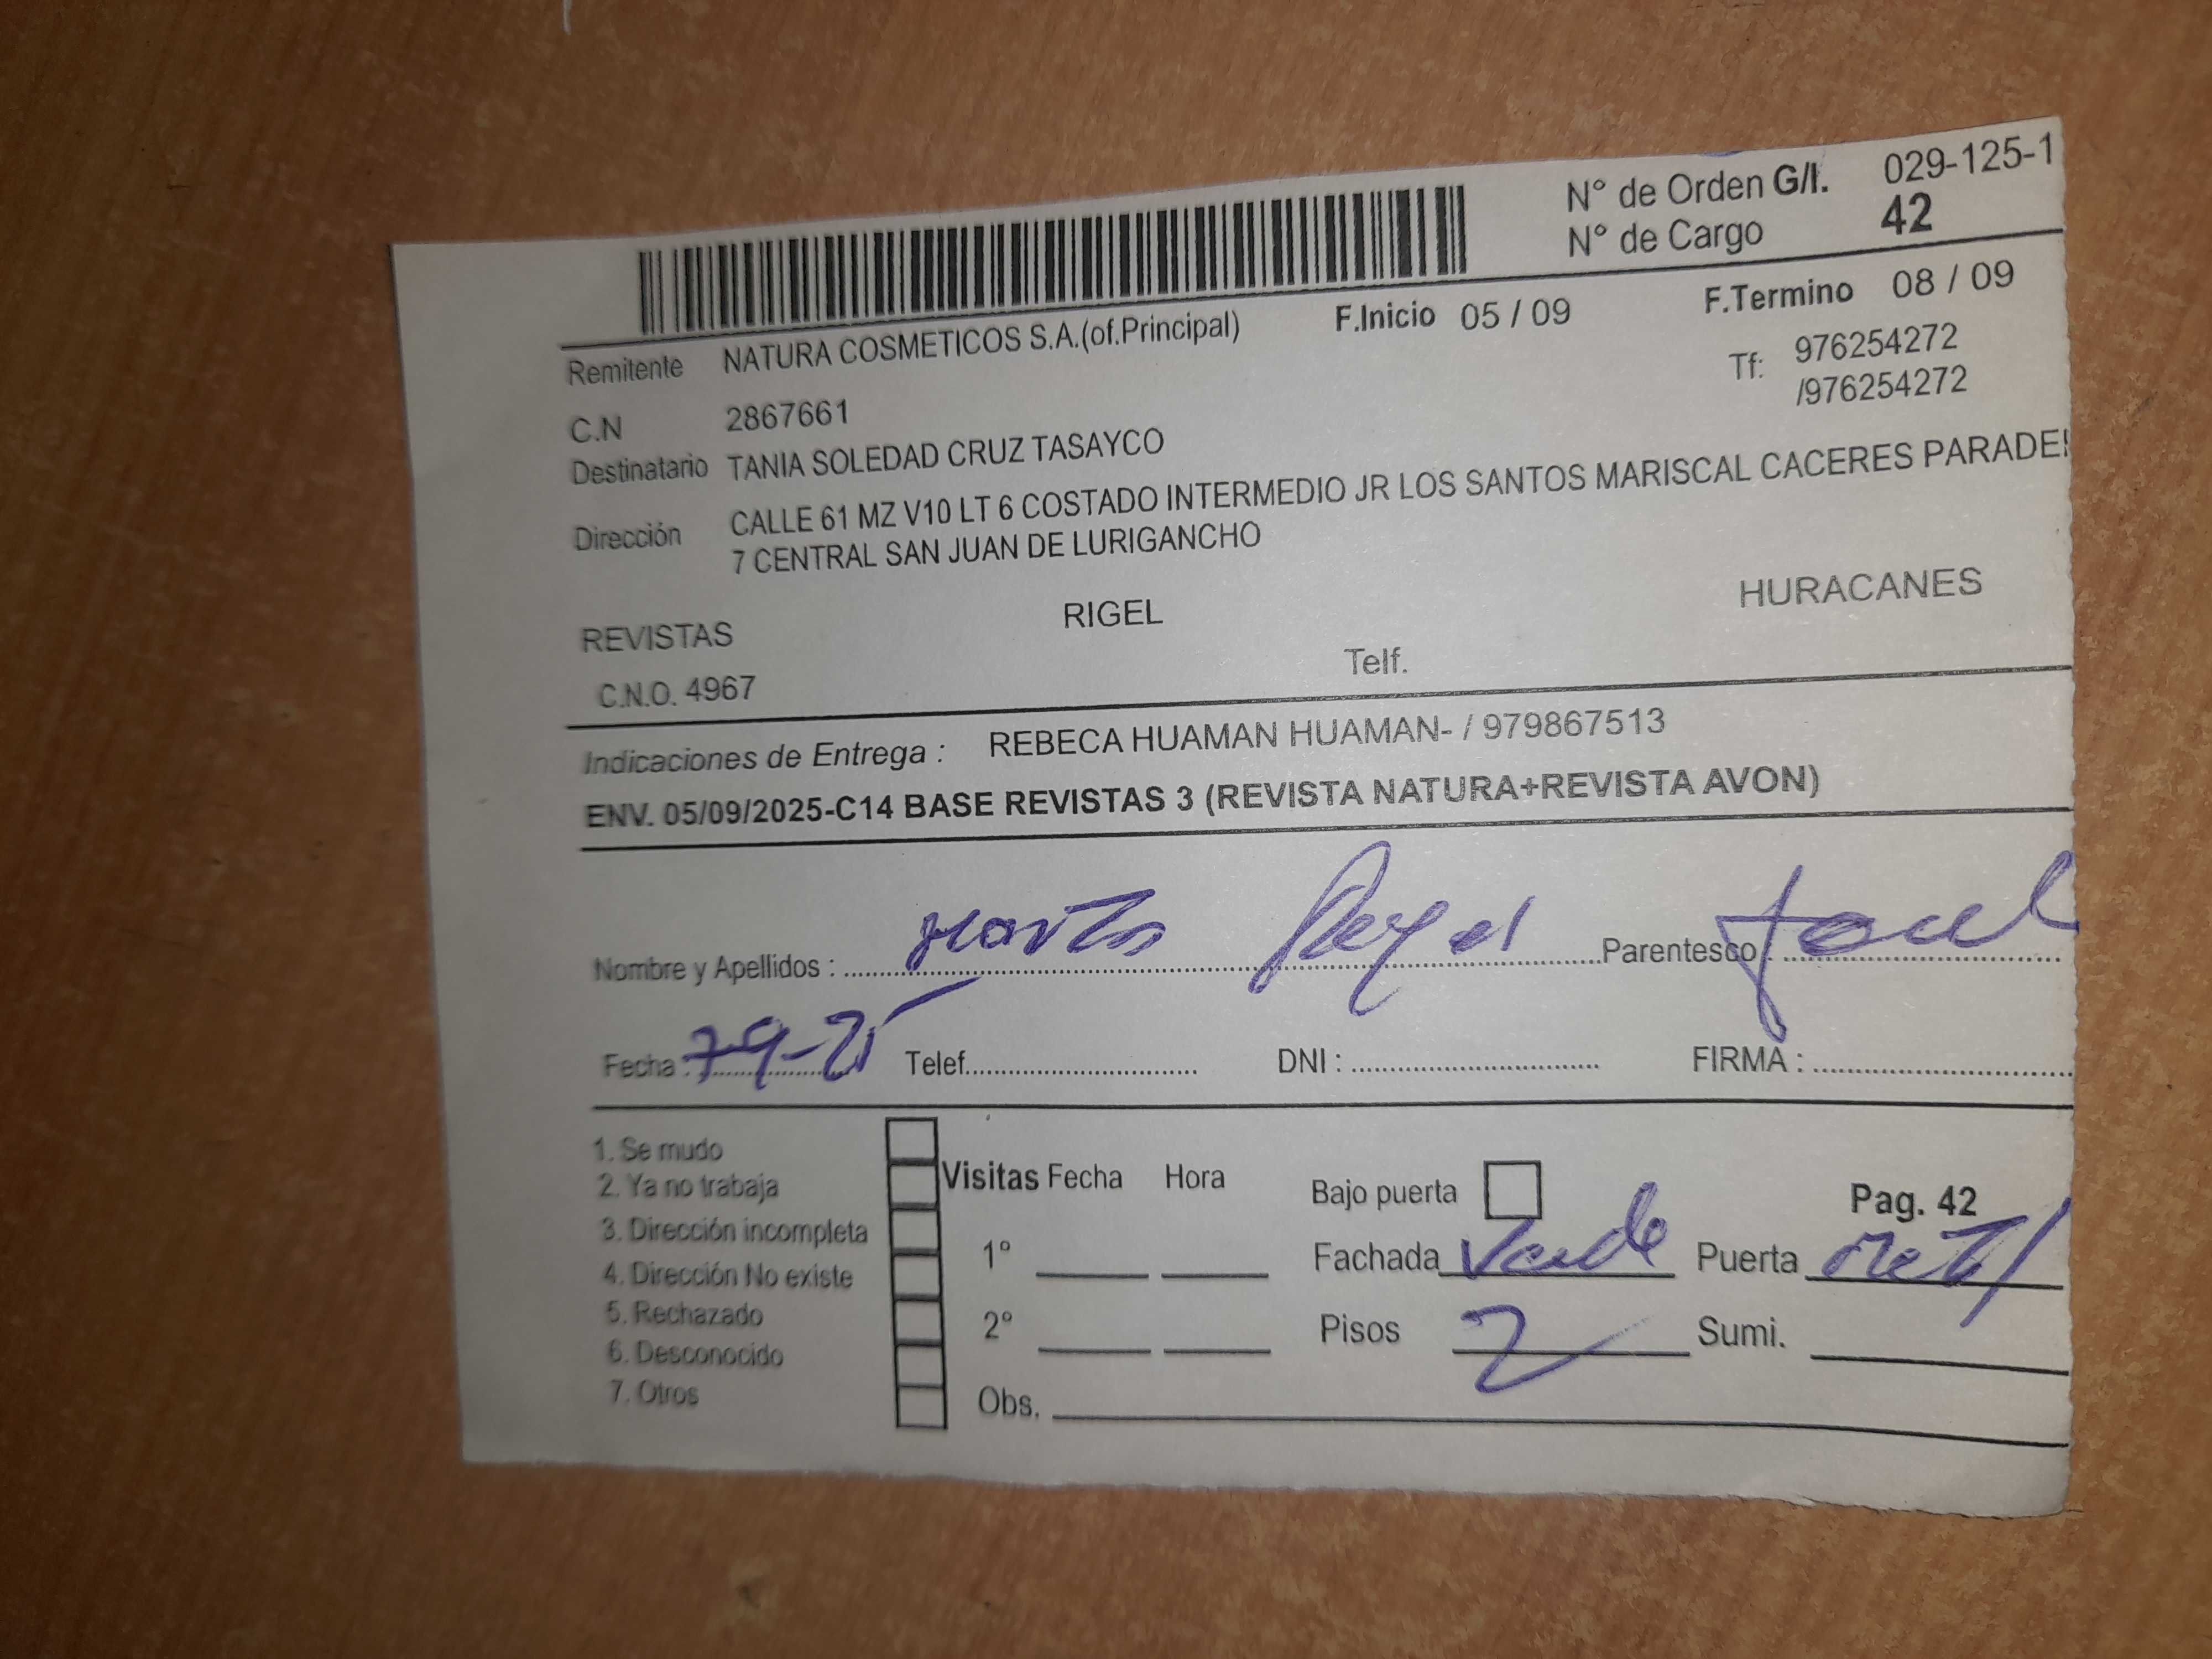 N° de Orden G/I. 029-125-1
N° de Cargo 42
F.Inicio 05 / 09 F.Termino 08 / 09
Remitente NATURA COSMETICOS S.A.(of.Principal) Tf: 976254272
/976254272
C.N 2867661
Destinatario TANIA SOLEDAD CRUZ TASAYCO
Dirección CALLE 61 MZ V10 LT 6 COSTADO INTERMEDIO JR LOS SANTOS MARISCAL CACERES
7 CENTRAL SAN JUAN DE LURIGANCHO
REVISTAS RIGEL HURACANES
C.N.O. 4967 Telf.
Indicaciones de Entrega : REBECA HUAMAN HUAMAN- / 979867513
ENV. 05/09/2025-C14 BASE REVISTAS 3 (REVISTA NATURA+REVISTA AVON)
Nombre y Apellidos : Parentesco :
Fecha : 7-9-25 Telef. DNI : FIRMA :
1. Se mudo
2. Ya no trabaja
3. Dirección incompleta
4. Dirección No existe
5. Rechazado
6. Desconocido
7. Otros
Visitas Fecha Hora
1°
2°
Obs.
Bajo puerta Pag. 42
Fachada Verde Puerta Metal
Pisos 2 Sumi.